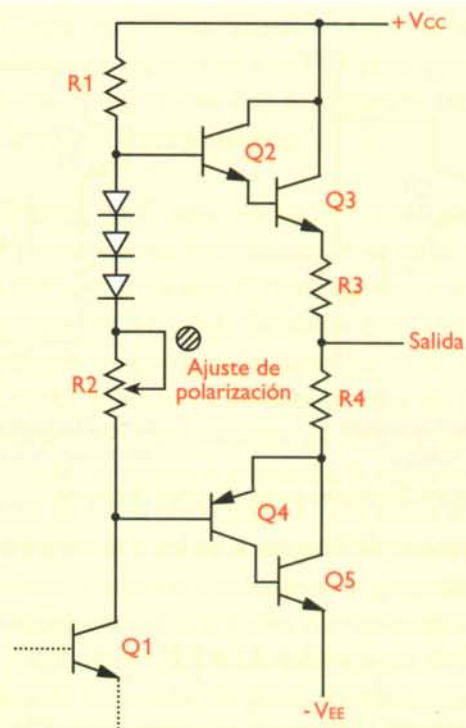 +Vcc
R1
Q2
Q3
R3
Salida
R2
Ajuste de
polarización
R4
Q4
Q5
Q1
-VEE